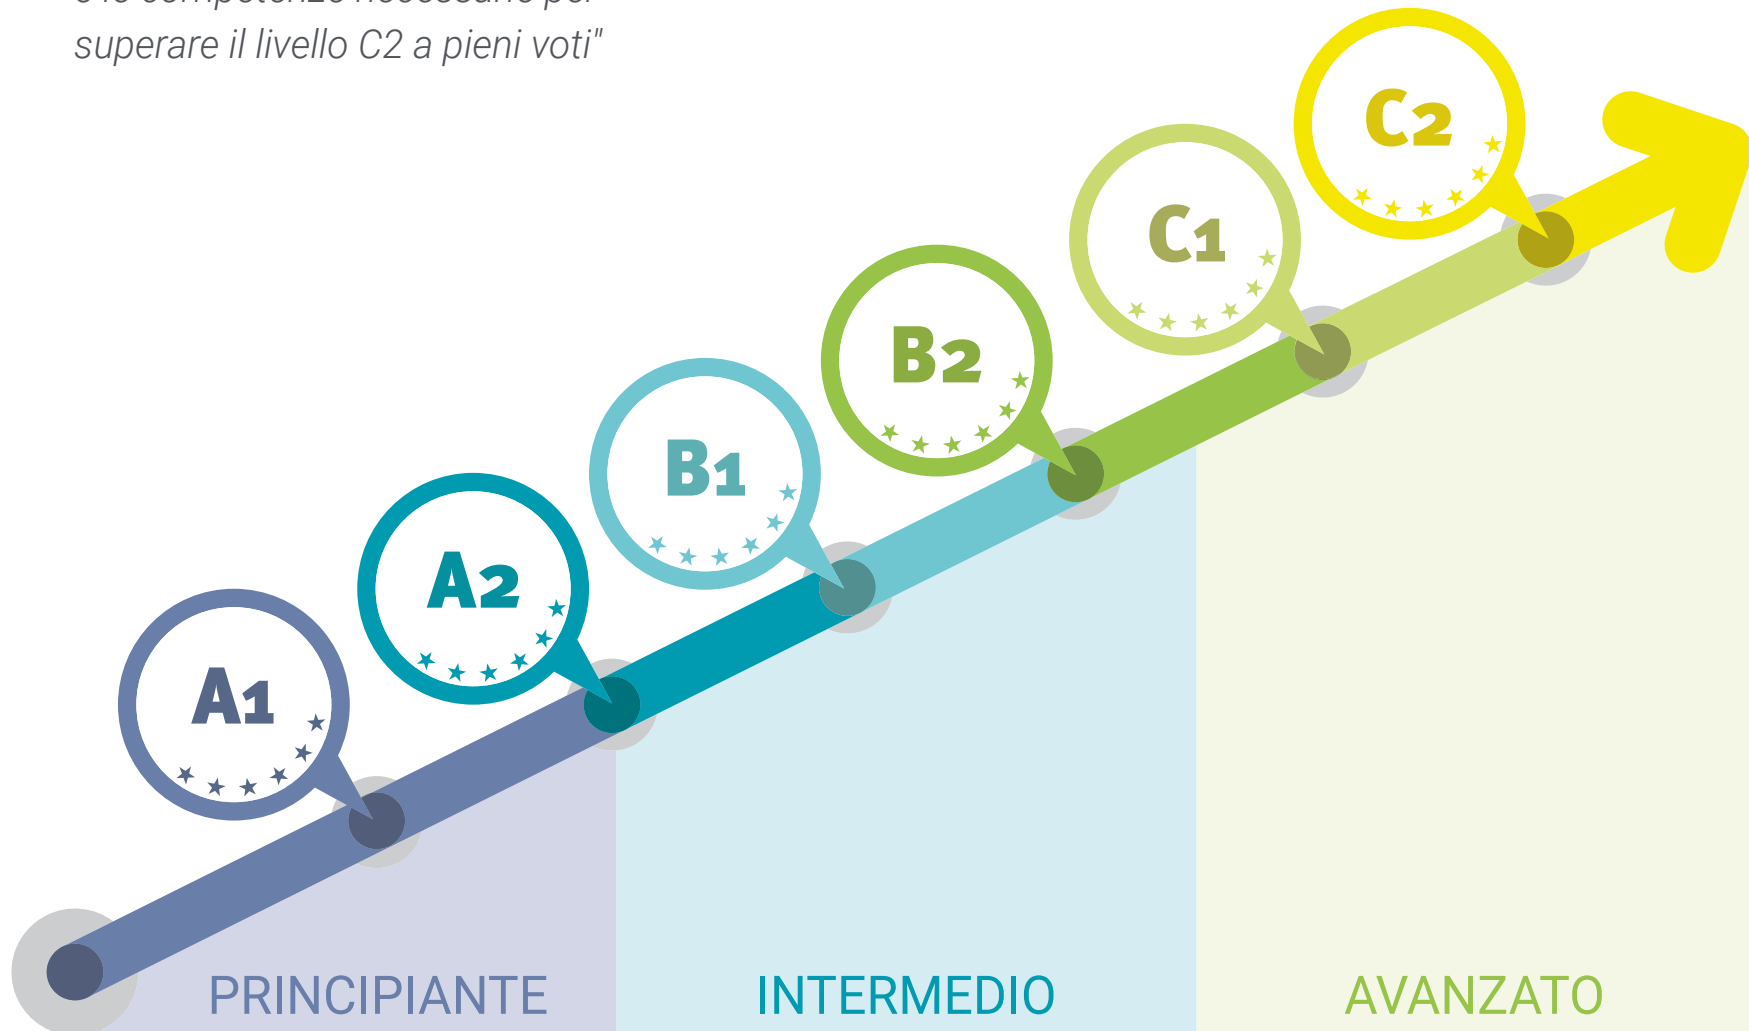 superare il livello C2 a pieni voti"
C2
C1
B2
B1
A2
A1
PRINCIPIANTE INTERMEDIO AVANZATO